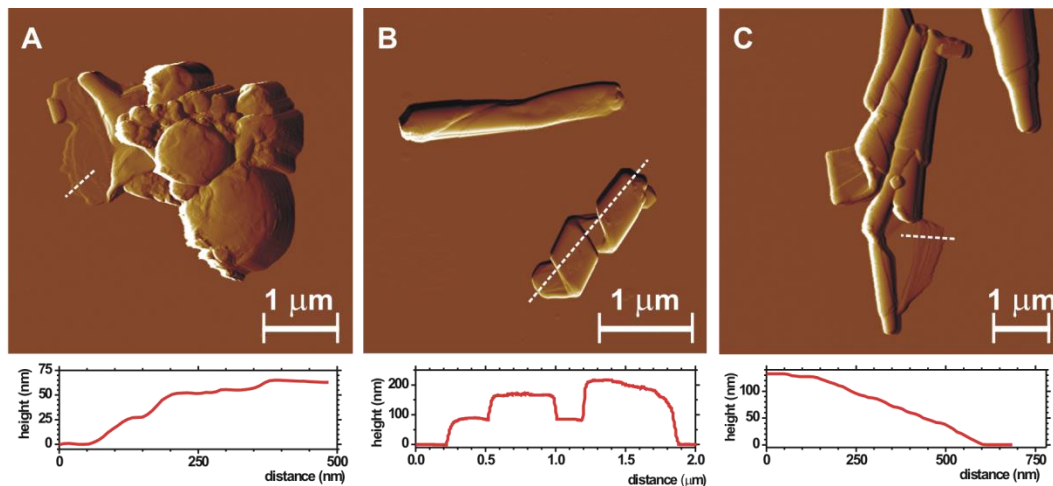 A
1 μm
B
1 μm
C
1 μm
height (nm)
75
50
25
0
0
250
500
distance (nm)
height (nm)
200
100
0
0.0
0.5
1.0
1.5
2.0
distance (μm)
height (nm)
100
50
0
0
250
500
750
distance (nm)